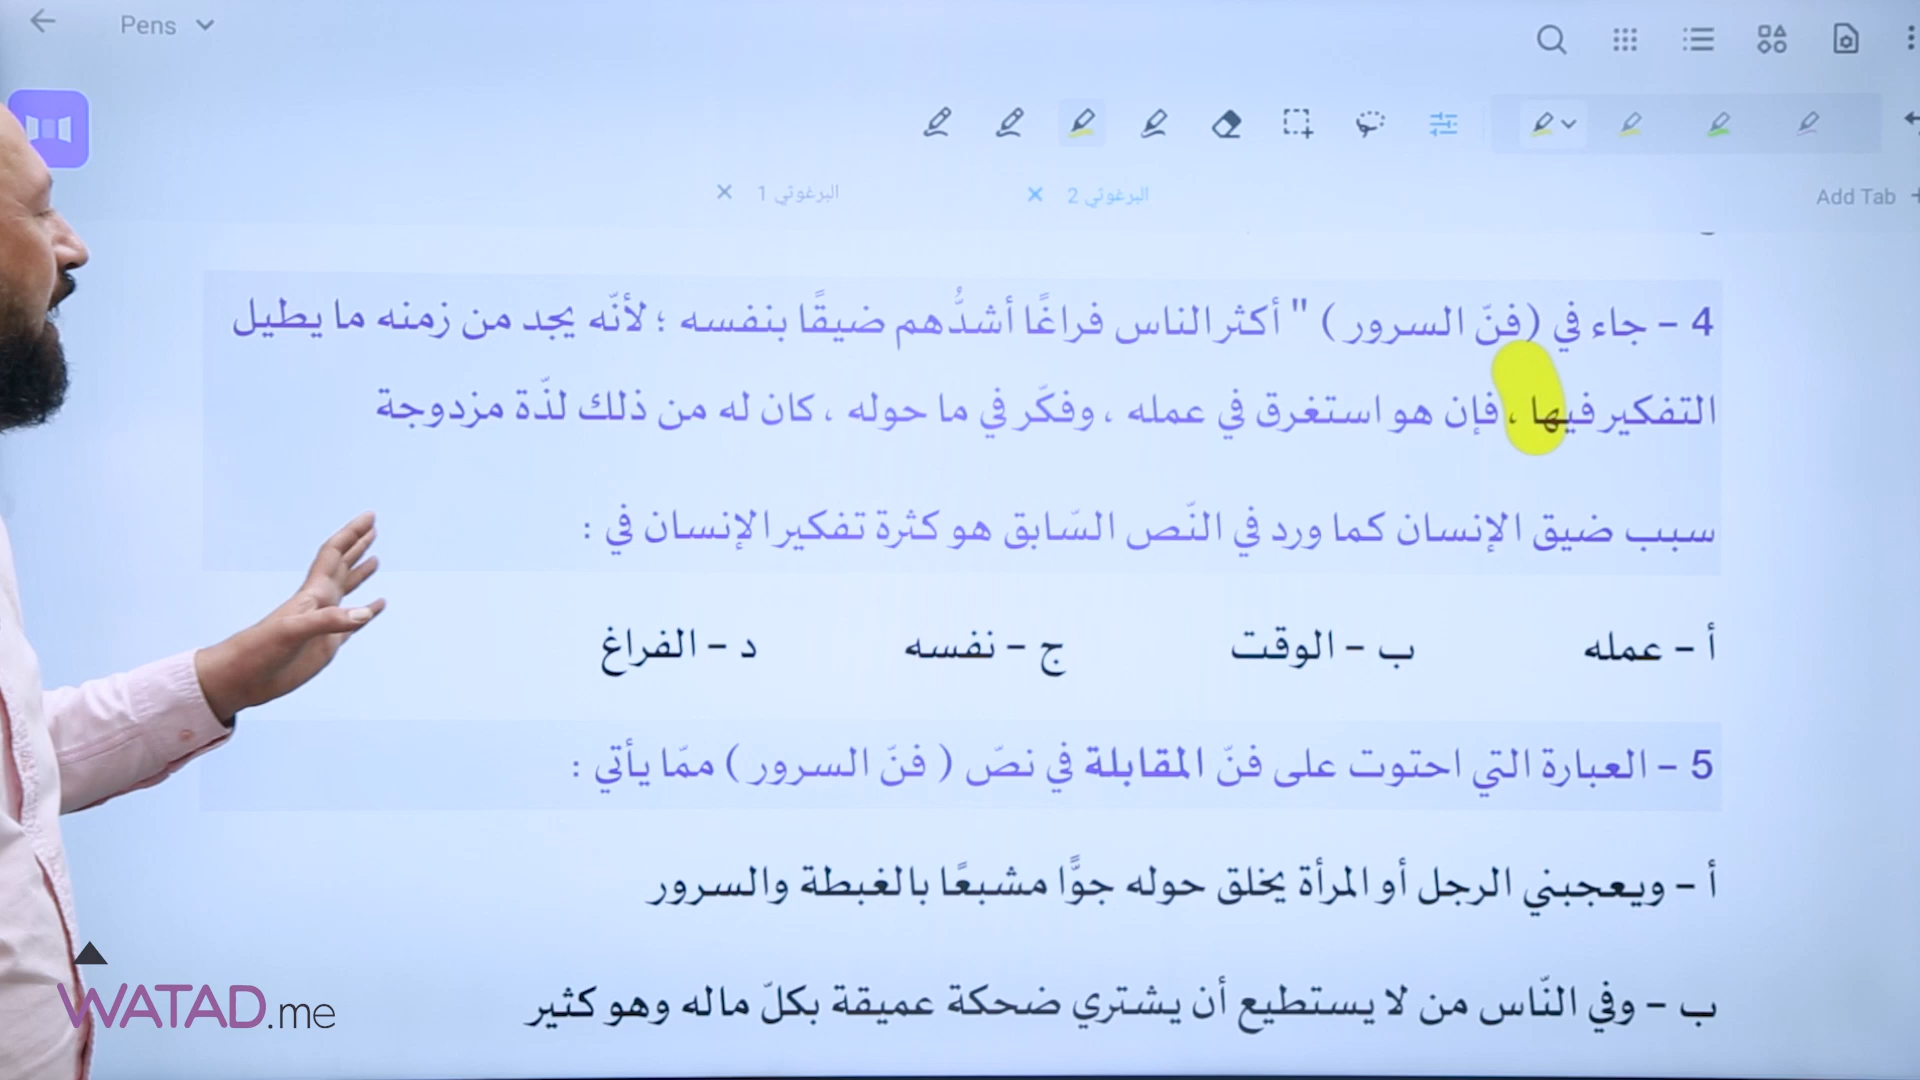 Pens
البرغوثي 1
البرغوثي 2
Add Tab
4 - جاء في (فنّ السرور ) " أكثر الناس فراغًا أشدُّهم ضيقًا بنفسه ؛ لأنّه يجد من زمنه ما يطيل
التفكير فيها ، فإن هو استغرق في عمله ، وفكّر في ما حوله ، كان له من ذلك لذّة مزدوجة
سبب ضيق الإنسان كما ورد في النّص السّابق هو كثرة تفكير الإنسان في :
أ - عمله ب - الوقت ج - نفسه د - الفراغ
5 - العبارة التي احتوت على فنّ المقابلة في نصّ ( فنّ السرور ) ممّا يأتي :
أ - ويعجبني الرجل أو المرأة يخلق حوله جوًّا مشبعًا بالغبطة والسرور
ب - وفي النّاس من لا يستطيع أن يشتري ضحكة عميقة بكلّ ماله وهو كثير
WATAD.me